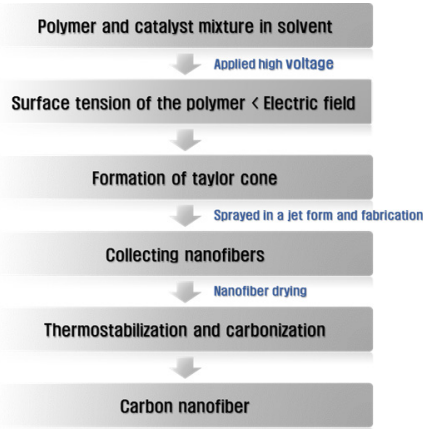 Polymer and catalyst mixture in solvent
Applied high voltage
Surface tension of the polymer < Electric field
Formation of taylor cone
Sprayed in a jet form and fabrication
Collecting nanofibers
Nanofiber drying
Thermostabilization and carbonization
Carbon nanofiber